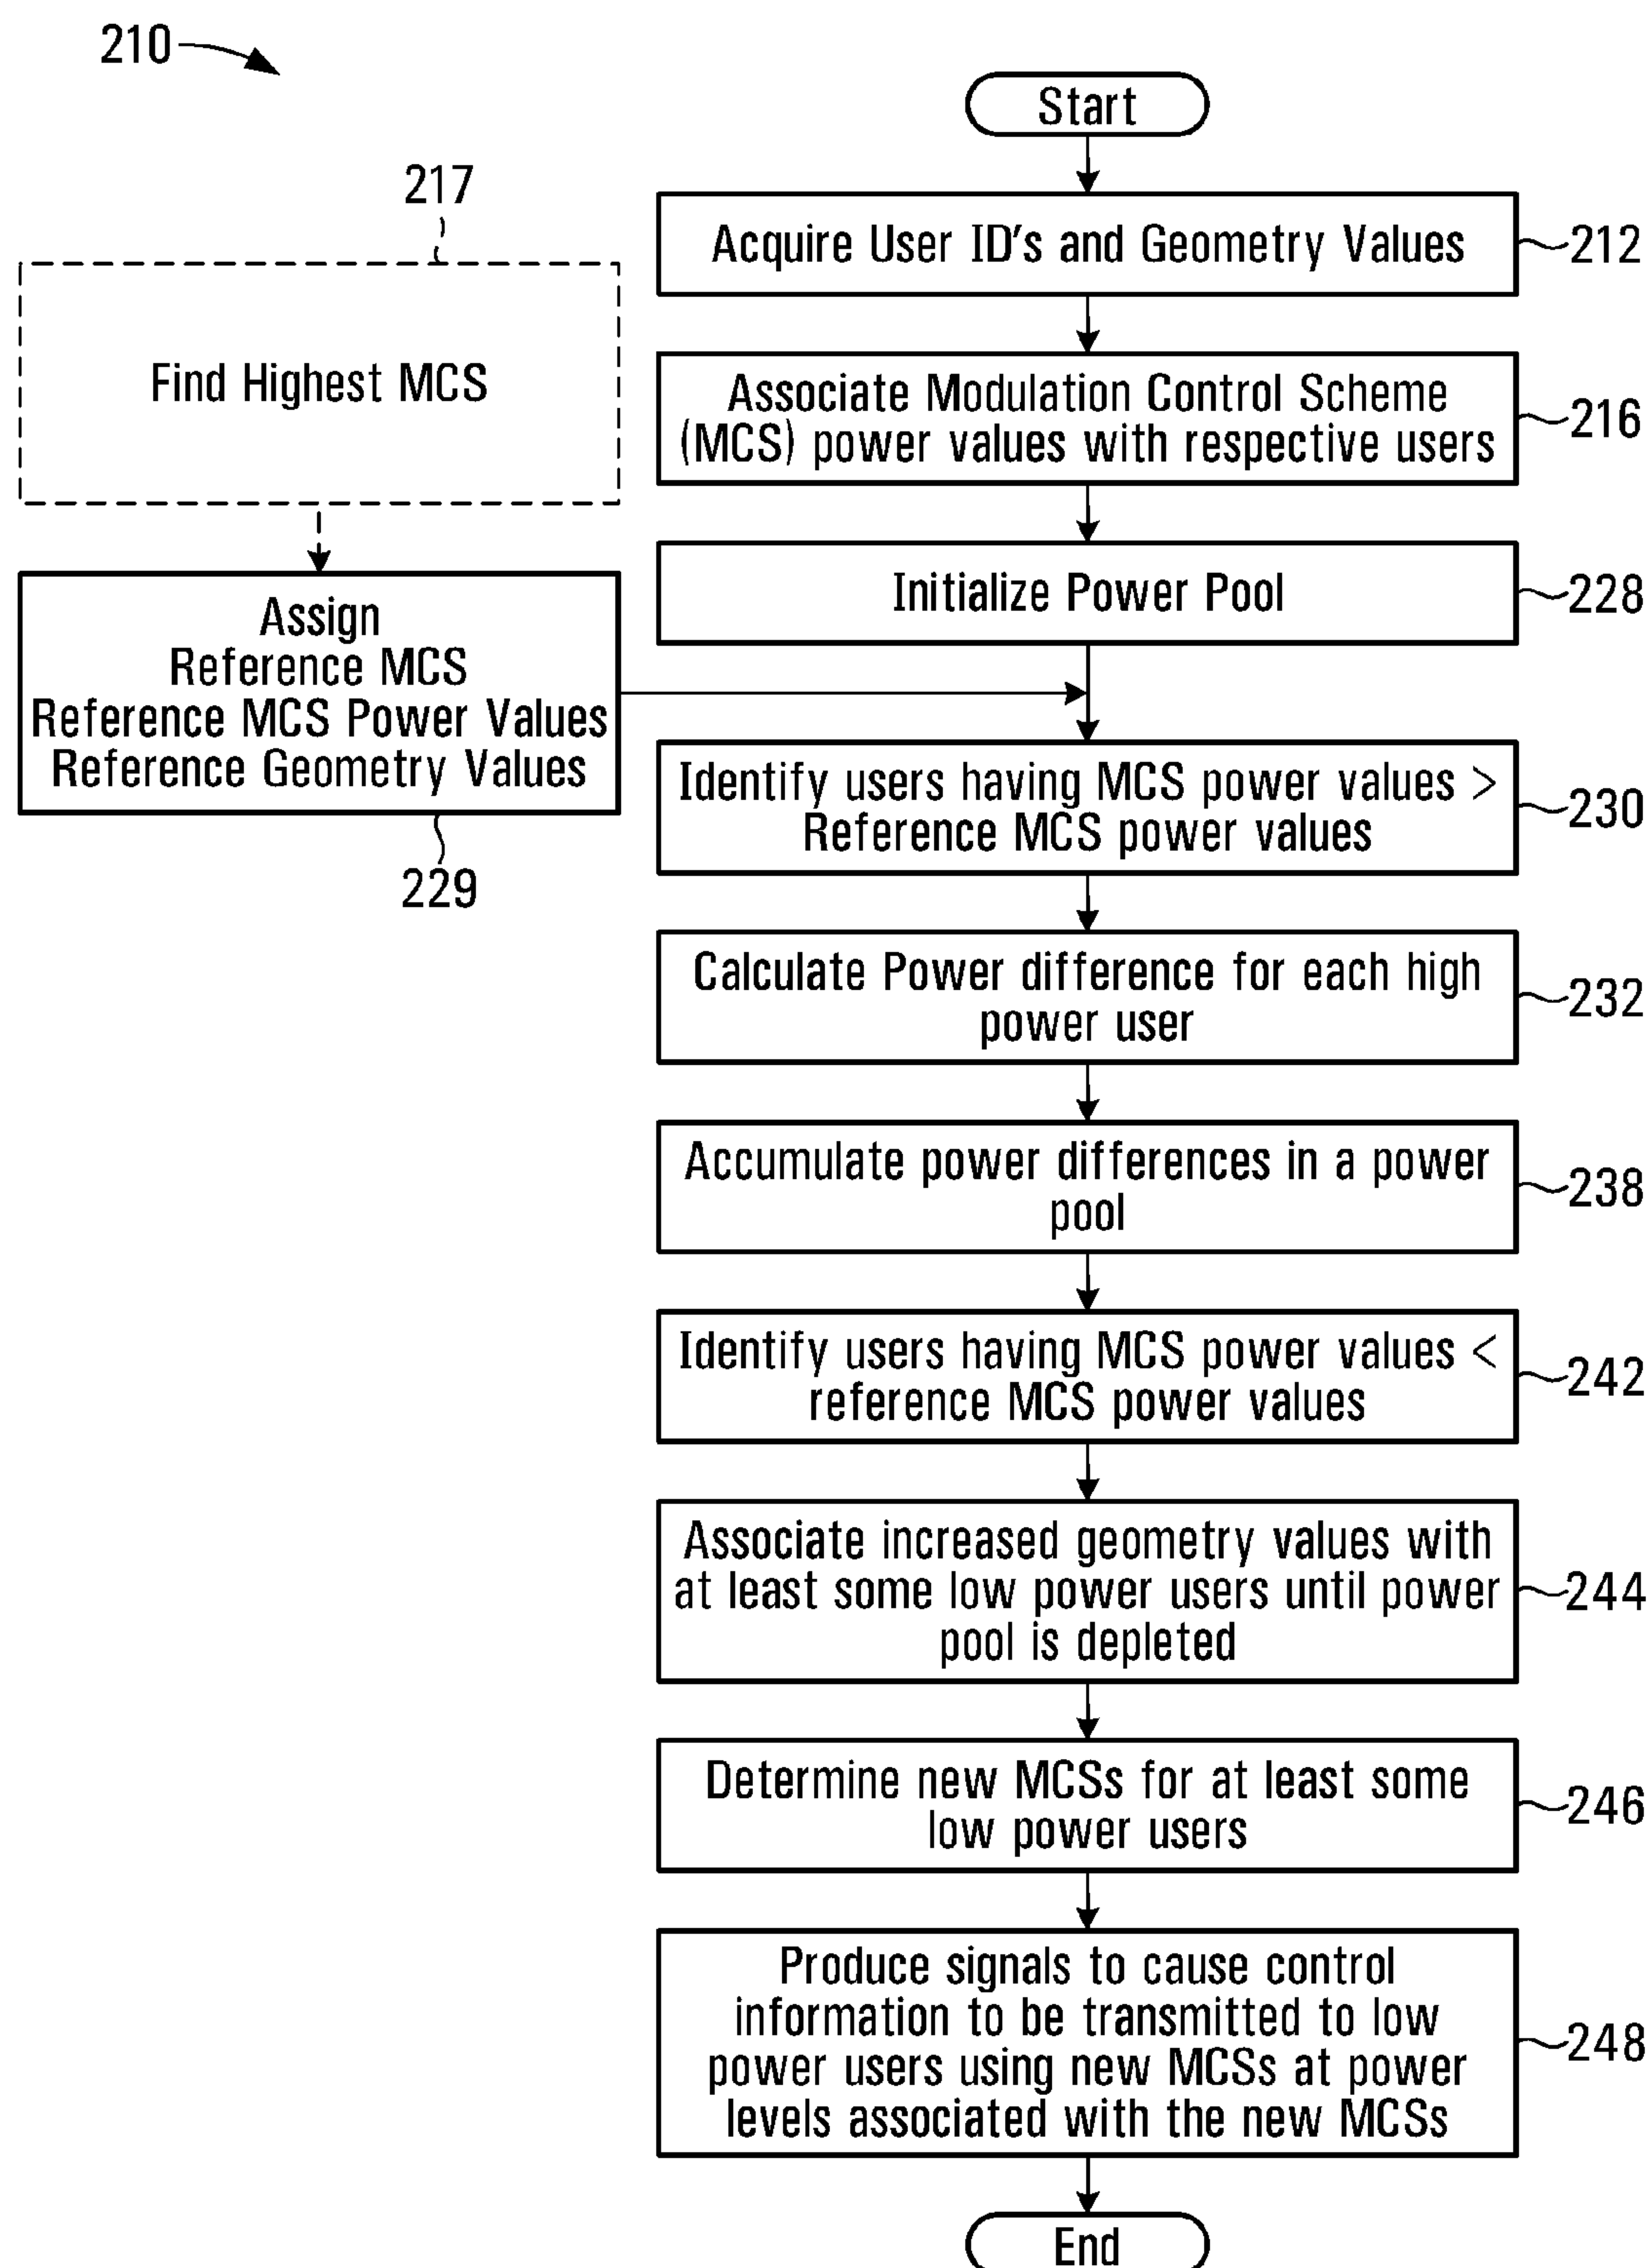 210
Start
217
Acquire User ID's and Geometry Values
212
Find Highest MCS
Associate Modulation Control Scheme
(MCS) power values with respective users
216
Initialize Power Pool
228
Assign
Reference MCS
Reference MCS Power Values
Reference Geometry Values
229
Identify users having MCS power values >
Reference MCS power values
230
Calculate Power difference for each high
power user
232
Accumulate power differences in a power
pool
238
Identify users having MCS power values <
reference MCS power values
242
Associate increased geometry values with
at least some low power users until power
pool is depleted
244
Determine new MCSs for at least some
low power users
246
Produce signals to cause control
information to be transmitted to low
power users using new MCSs at power
levels associated with the new MCSs
248
End